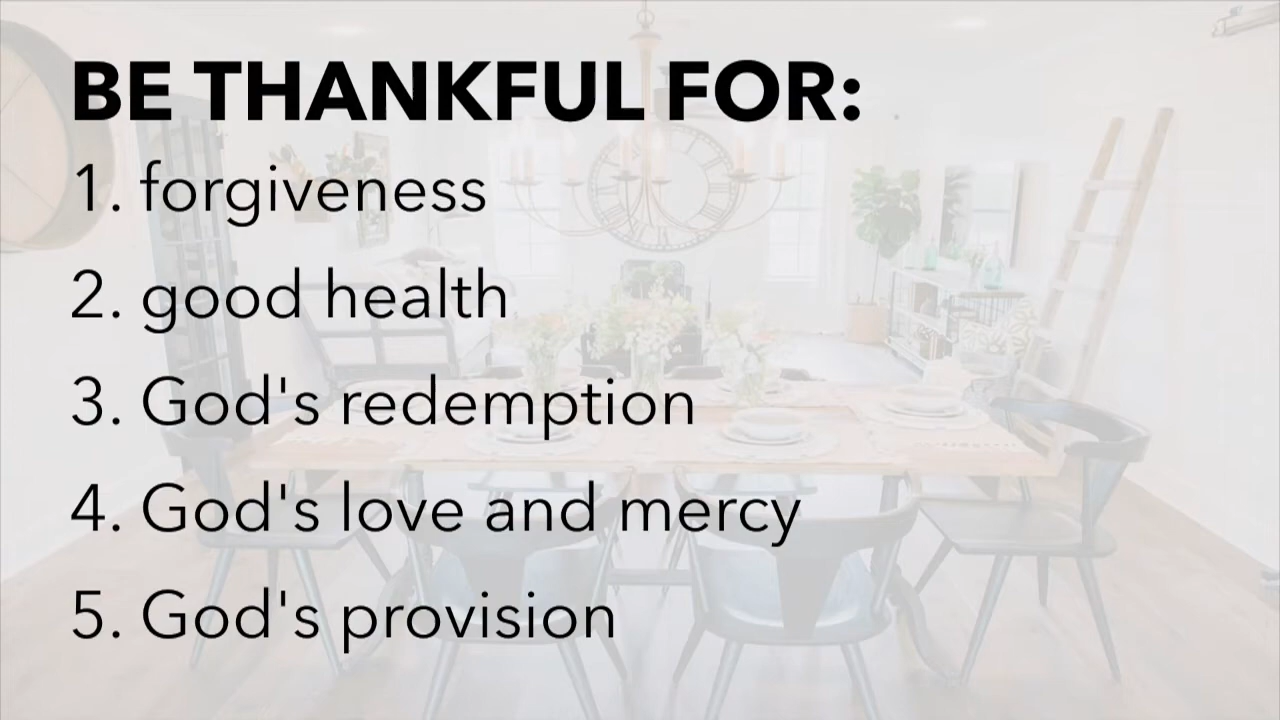 BE THANKFUL FOR:
1. forgiveness
2. good health
3. God's redemption
4. God's love and mercy
5. God's provision